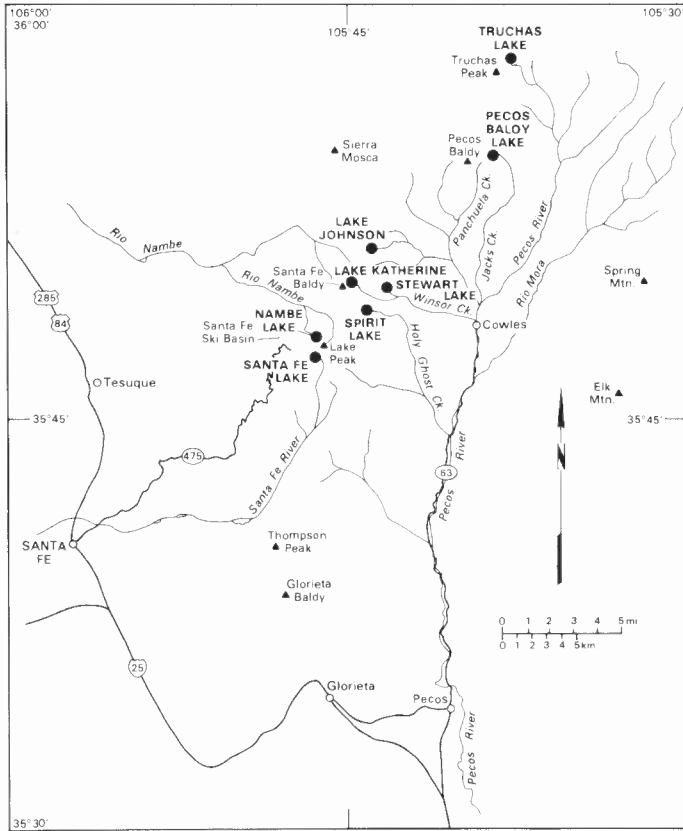 106°00'
36°00'
105°45'
105°30'
TRUCHAS
LAKE
Truchas
Peak
PECOS
BALDY
LAKE
Pecos
Baldy
Sierra
Mosca
Panchuela Ck.
Jacks Ck.
Pecos River
Rio Mora
LAKE
JOHNSON
Rio Nambe
Rio Nambe
Santa Fe
Baldy
LAKE KATHERINE
STEWART
LAKE
Winsor Ck.
Spring
Mtn.
285
84
NAMBE
LAKE
SPIRIT
LAKE
Cowles
Santa Fe
Ski Basin
Lake
Peak
SANTA FE
LAKE
Holy Ghost Ck.
Tesuque
Elk
Mtn.
35°45'
35°45'
N
475
Santa Fe River
63
Pecos River
SANTA
FE
Thompson
Peak
Glorieta
Baldy
0 1 2 3 4 5 mi
0 1 2 3 4 5 km
25
Glorieta
Pecos
Pecos River
35°30'